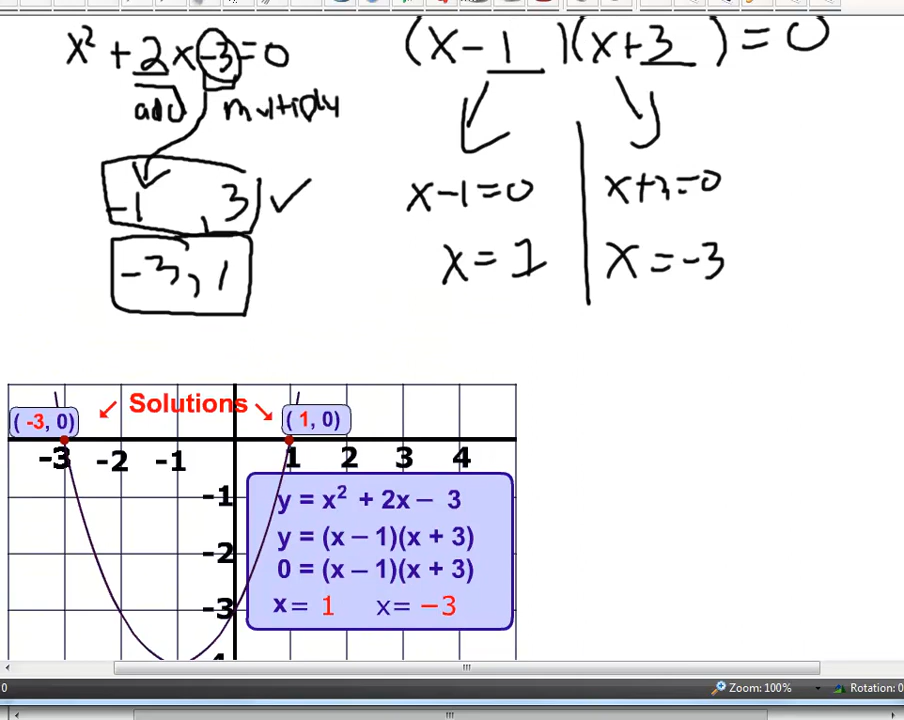 x² + 2x -3=0
add multiply
-1, 3 ✓
-3, 1
(x- 1 )(x+3 )=0
x-1=0
x=1
x+3=0
x=-3
↙ Solutions ↘
( -3, 0)
( 1, 0)
-3 -2 -1 1 2 3 4
-1
-2
-3
y = x² + 2x – 3
y = (x – 1)(x + 3)
0 = (x – 1)(x + 3)
x = 1 x= –3
0
Zoom: 100%
Rotation: 0